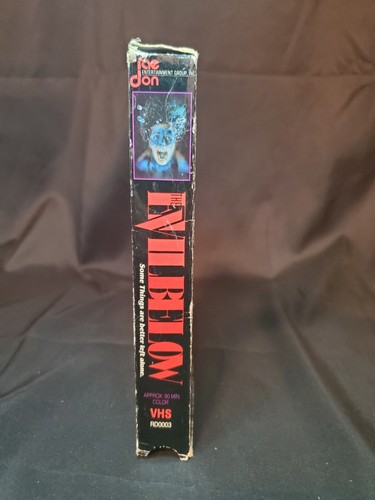 rae
don
ENTERTAINMENT GROUP, INC.
THE
EVIL BELOW
Some Things are better left alone.
APPROX. 90 MIN.
COLOR
VHS
RD0003